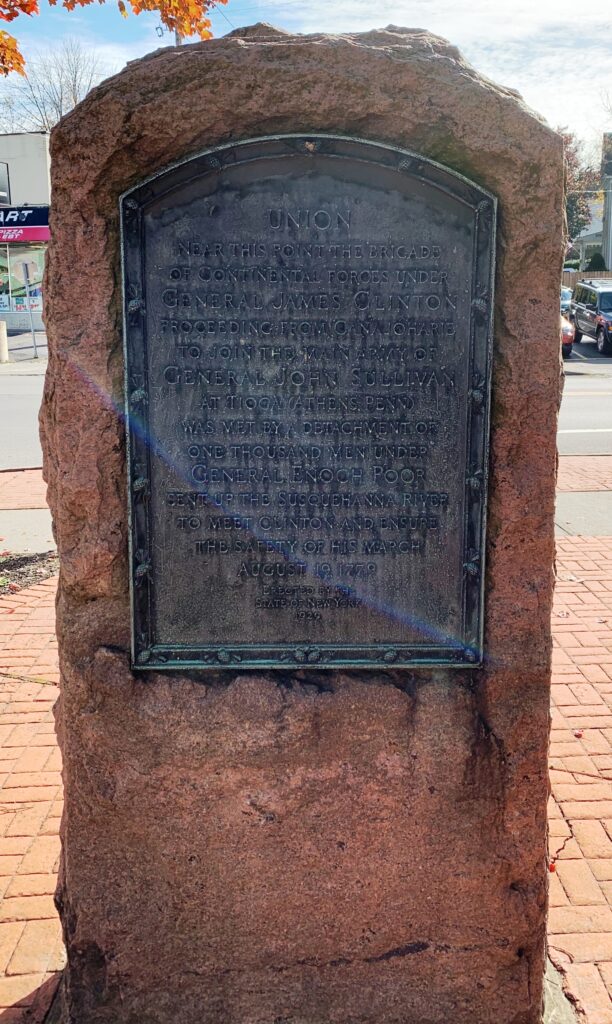 UNION
NEAR THIS POINT THE BRIGADE
OF CONTINENTAL FORCES UNDER
GENERAL JAMES CLINTON
PROCEEDING FROM CANAJOHARIE
TO JOIN THE MAIN ARMY OF
GENERAL JOHN SULLIVAN
AT TIOGA (ATHENS, PENN)
WAS MET BY A DETACHMENT OF
ONE THOUSAND MEN UNDER
GENERAL ENOCH POOR
SENT UP THE SUSQUEHANNA RIVER
TO MEET CLINTON AND ENSURE
THE SAFETY OF HIS MARCH
AUGUST 19, 1779
ERECTED BY THE
STATE OF NEW YORK
1929
ART
PIZZA